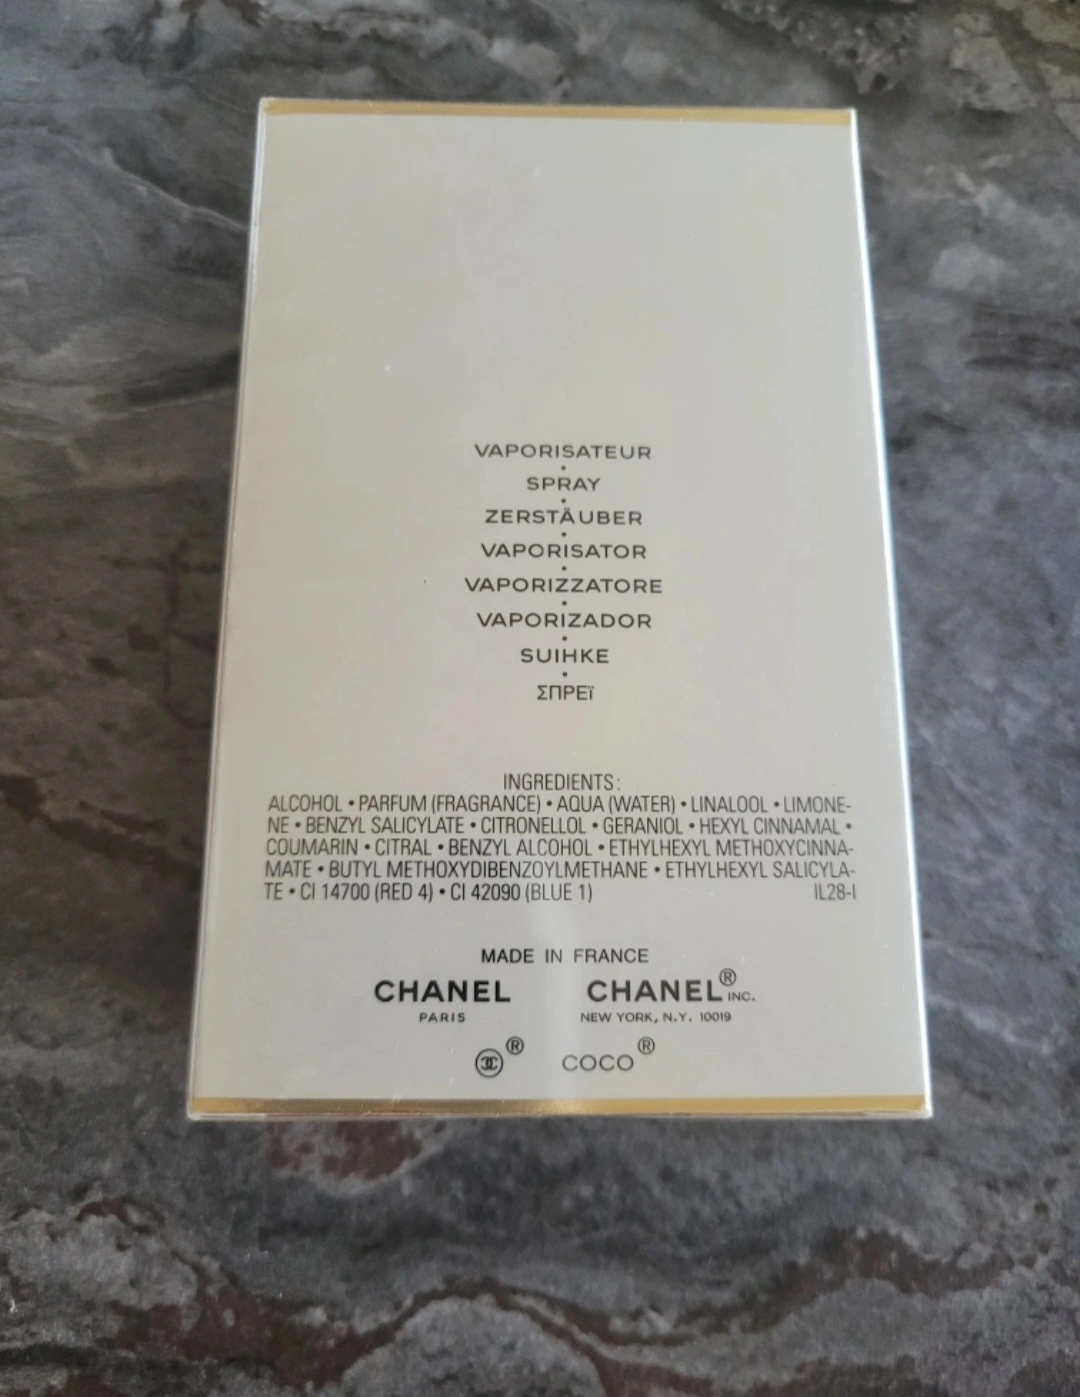 VAPORISATEUR
•
SPRAY
•
ZERSTÄUBER
•
VAPORISATOR
•
VAPORIZZATORE
•
VAPORIZADOR
•
SUIHKE
•
ΣΠΡΕϊ
INGREDIENTS:
ALCOHOL • PARFUM (FRAGRANCE) • AQUA (WATER) • LINALOOL • LIMONE-
NE • BENZYL SALICYLATE • CITRONELLOL • GERANIOL • HEXYL CINNAMAL •
COUMARIN • CITRAL • BENZYL ALCOHOL • ETHYLHEXYL METHOXYCINNA-
MATE • BUTYL METHOXYDIBENZOYLMETHANE • ETHYLHEXYL SALICYLA-
TE • CI 14700 (RED 4) • CI 42090 (BLUE 1) IL28-I
MADE IN FRANCE
CHANEL CHANEL® INC.
PARIS NEW YORK, N.Y. 10019
® COCO®